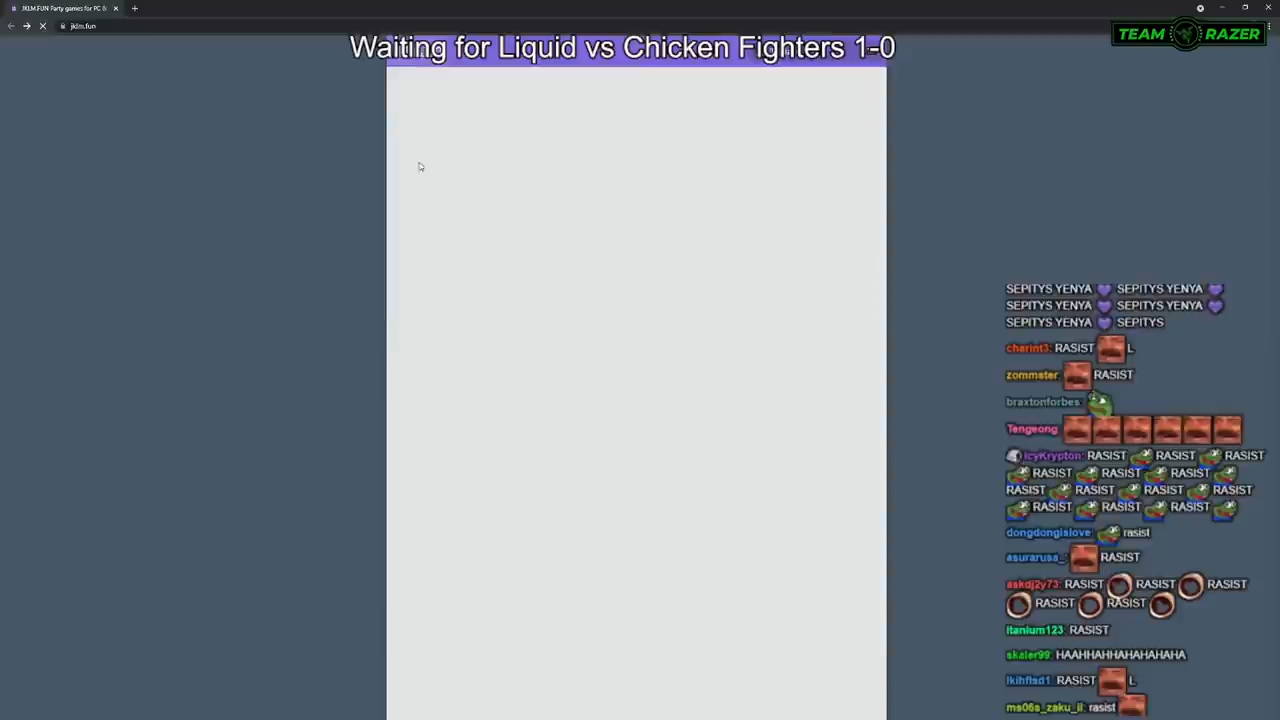 JKLM.FUN Party games for PC &
jklm.fun
Waiting for Liquid vs Chicken Fighters 1-0
TEAM RAZER
SEPITYS YENYA SEPITYS YENYA
SEPITYS YENYA SEPITYS YENYA
SEPITYS YENYA SEPITYS
charint3: RASIST L
zommster: RASIST
braxtonforbes:
Tengeong:
IcyKrypton: RASIST RASIST RASIST
RASIST RASIST RASIST
RASIST RASIST RASIST RASIST
RASIST RASIST RASIST
dongdongislove: rasist
asurarusa_: RASIST
askdj2y73: RASIST RASIST RASIST
RASIST RASIST
itanium123: RASIST
skaler99: HAAHHAHHAHAHAHAHA
lkihflsd1: RASIST L
ms06s_zaku_ii: rasist